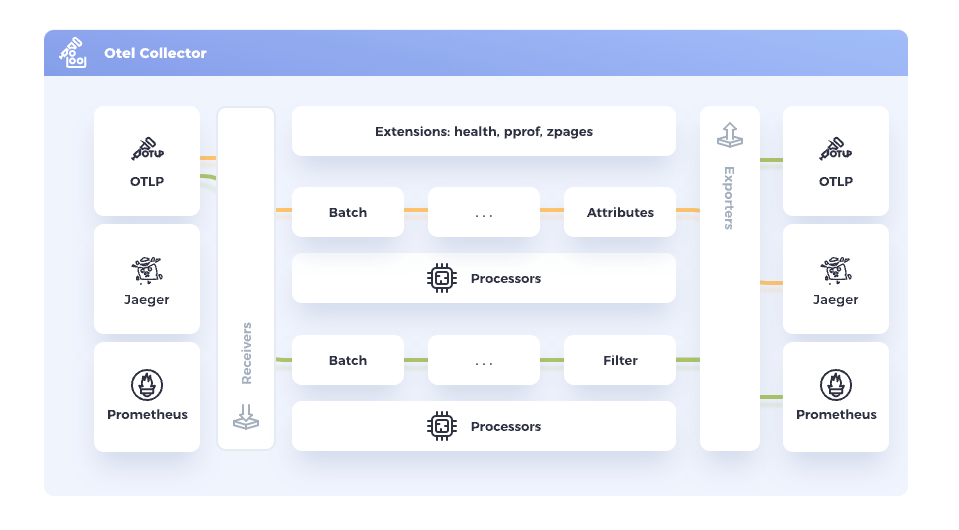 Otel Collector
OTLP
OTLP
Jaeger
Prometheus
Receivers
Extensions: health, pprof, zpages
Batch
. . .
Attributes
Processors
Batch
. . .
Filter
Processors
Exporters
OTLP
OTLP
Jaeger
Prometheus